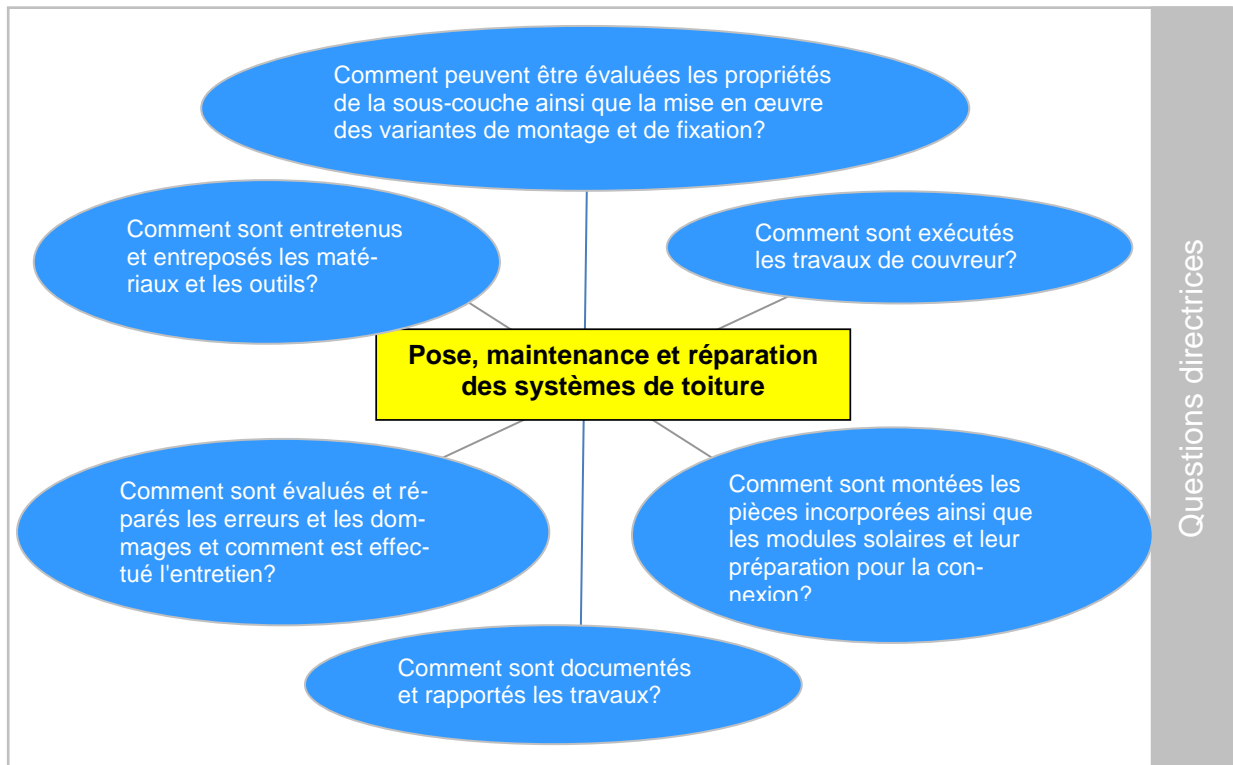 Comment peuvent être évaluées les propriétés
de la sous-couche ainsi que la mise en œuvre
des variantes de montage et de fixation?
Comment sont entretenus
et entreposés les maté-
riaux et les outils?
Comment sont exécutés
les travaux de couvreur?
Pose, maintenance et réparation
des systèmes de toiture
Comment sont évalués et ré-
parés les erreurs et les dom-
mages et comment est effec-
tué l'entretien?
Comment sont montées les
pièces incorporées ainsi que
les modules solaires et leur
préparation pour la con-
nexion?
Comment sont documentés
et rapportés les travaux?
Questions directrices